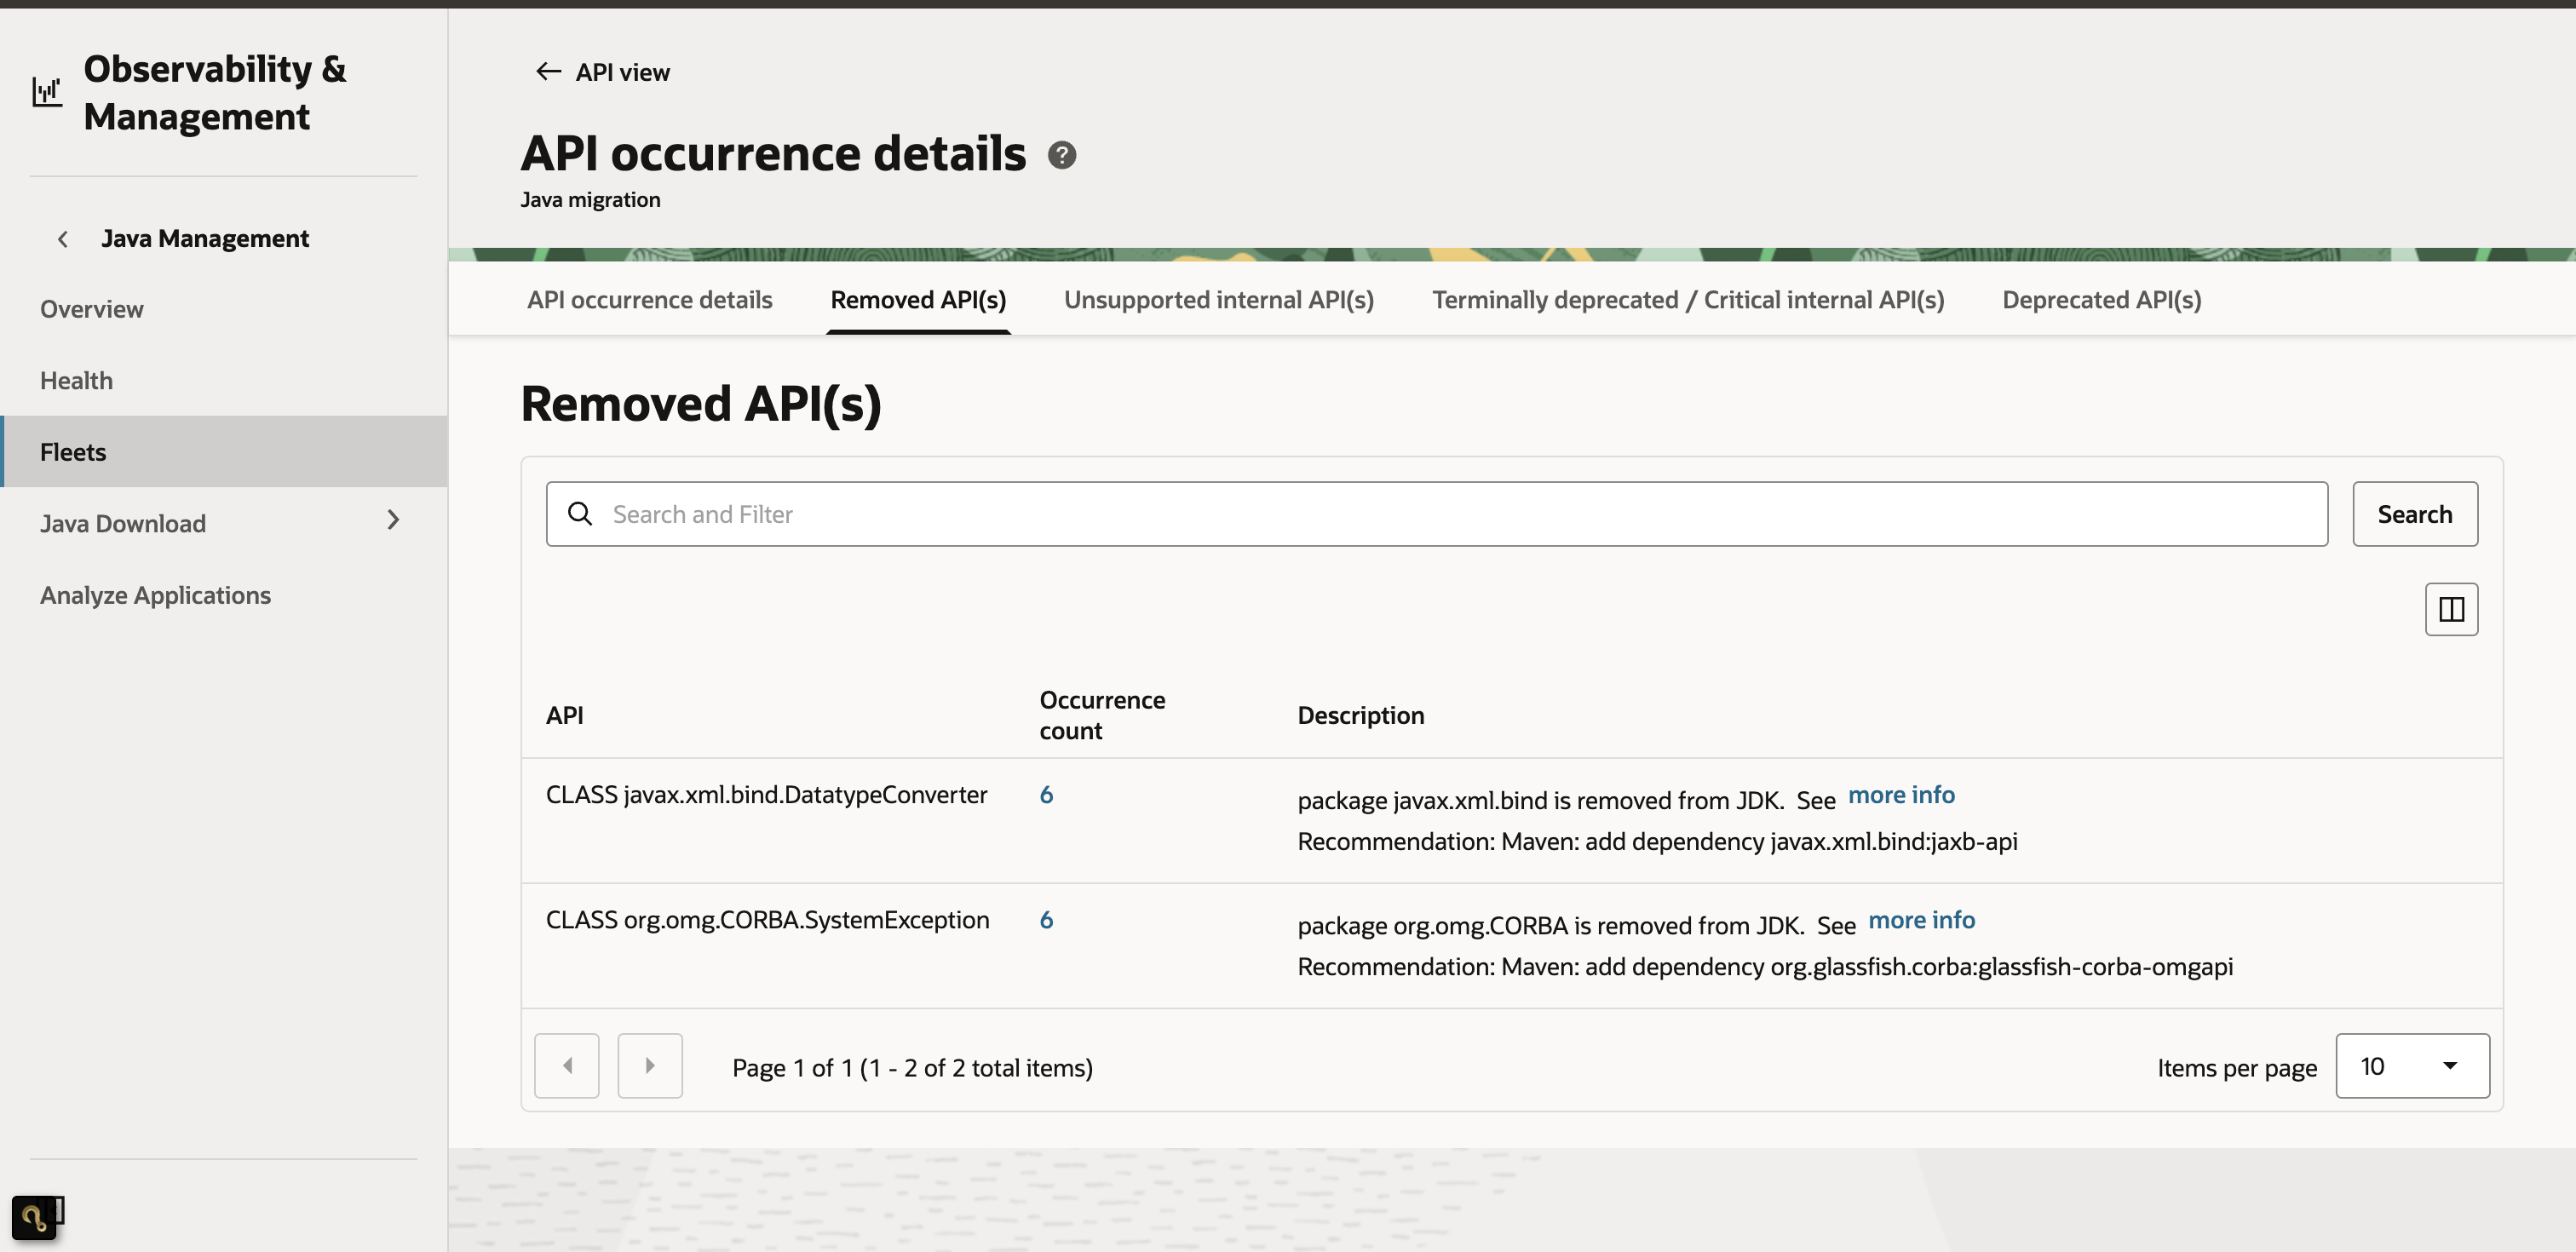 Observability &
Management
Java Management
Overview
Health
Fleets
Java Download
Analyze Applications
API view
API occurrence details
Java migration
API occurrence details
Removed API(s)
Unsupported internal API(s)
Terminally deprecated / Critical internal API(s)
Deprecated API(s)
Removed API(s)
Search and Filter
Search
API
Occurrence
count
Description
CLASS javax.xml.bind.DatatypeConverter
6
package javax.xml.bind is removed from JDK. See more info
Recommendation: Maven: add dependency javax.xml.bind:jaxb-api
CLASS org.omg.CORBA.SystemException
6
package org.omg.CORBA is removed from JDK. See more info
Recommendation: Maven: add dependency org.glassfish.corba:glassfish-corba-omgapi
Page 1 of 1 (1 - 2 of 2 total items)
Items per page
10